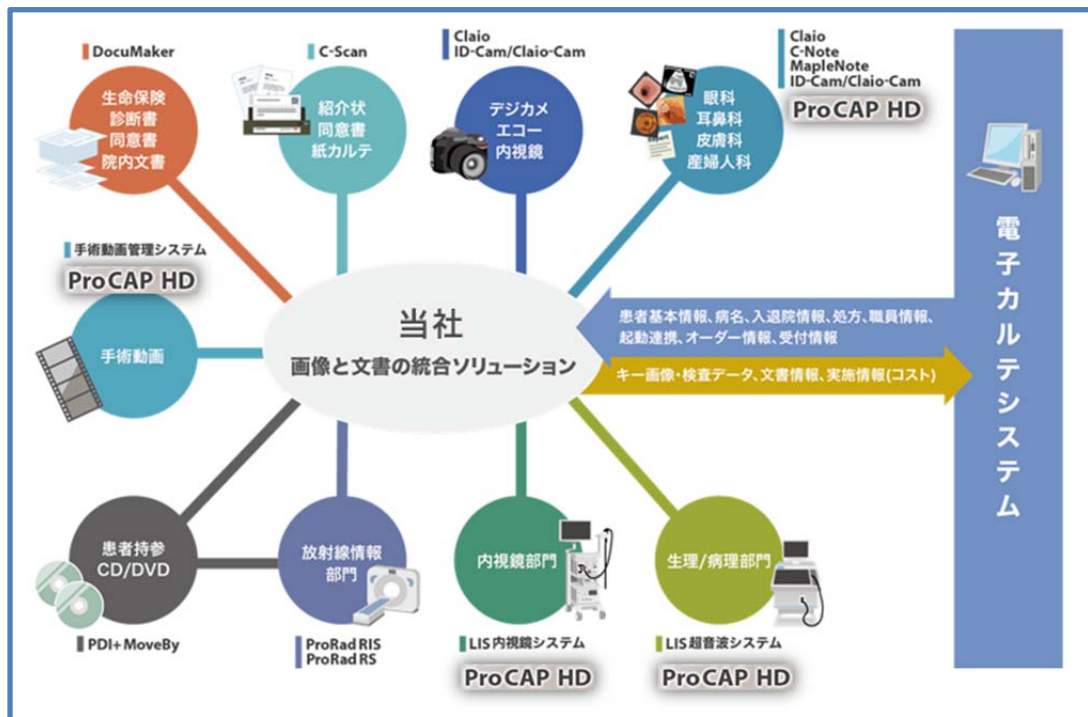 DocuMaker
生命保険
診断書
同意書
院内文書
C-Scan
紹介状
同意書
紙カルテ
Claio
ID-Cam/Claio-Cam
デジカメ
エコー
内視鏡
Claio
C-Note
MapleNote
ID-Cam/Claio-Cam
ProCAP HD
眼科
耳鼻科
皮膚科
産婦人科
手術動画管理システム
ProCAP HD
手術動画
当社
画像と文書の統合ソリューション
患者基本情報、病名、入退院情報、処方、職員情報、
起動連携、オーダー情報、受付情報
キー画像・検査データ、文書情報、実施情報(コスト)
電子カルテシステム
患者持参
CD/DVD
PDI+MoveBy
放射線情報
部門
ProRad RIS
ProRad RS
内視鏡部門
LIS内視鏡システム
ProCAP HD
生理/病理部門
LIS超音波システム
ProCAP HD